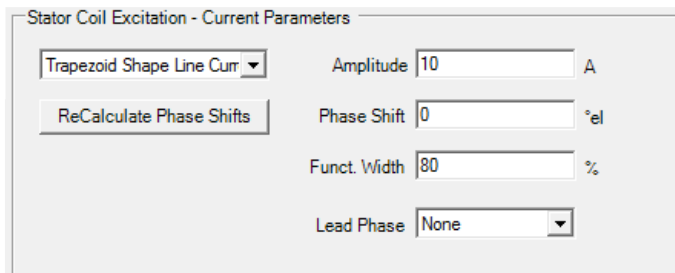 Stator Coil Excitation - Current Parameters
Trapezoid Shape Line Curr
Amplitude 10 A
ReCalculate Phase Shifts
Phase Shift 0 °el
Funct. Width 80 %
Lead Phase None